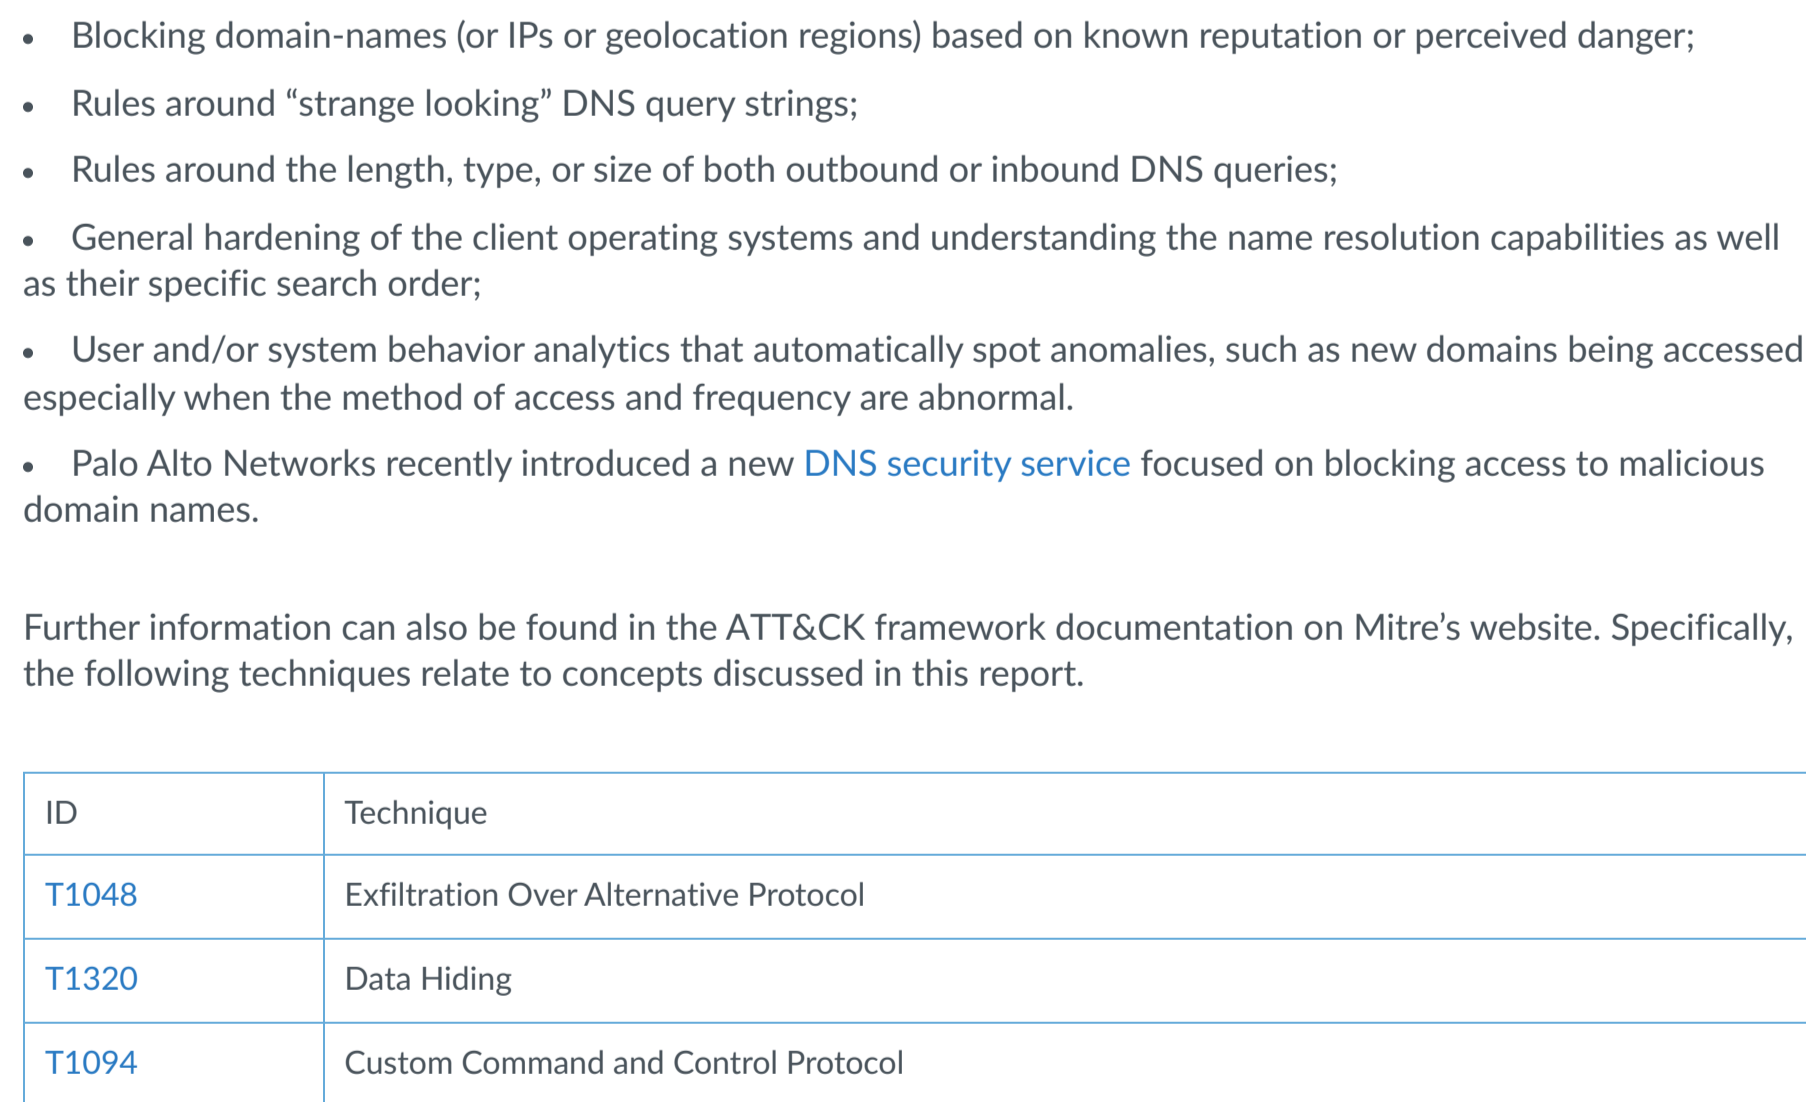 • Blocking domain-names (or IPs or geolocation regions) based on known reputation or perceived danger;
• Rules around “strange looking” DNS query strings;
• Rules around the length, type, or size of both outbound or inbound DNS queries;
• General hardening of the client operating systems and understanding the name resolution capabilities as well
as their specific search order;
• User and/or system behavior analytics that automatically spot anomalies, such as new domains being accessed
especially when the method of access and frequency are abnormal.
• Palo Alto Networks recently introduced a new DNS security service focused on blocking access to malicious
domain names.
Further information can also be found in the ATT&CK framework documentation on Mitre’s website. Specifically,
the following techniques relate to concepts discussed in this report.
ID Technique
T1048 Exfiltration Over Alternative Protocol
T1320 Data Hiding
T1094 Custom Command and Control Protocol